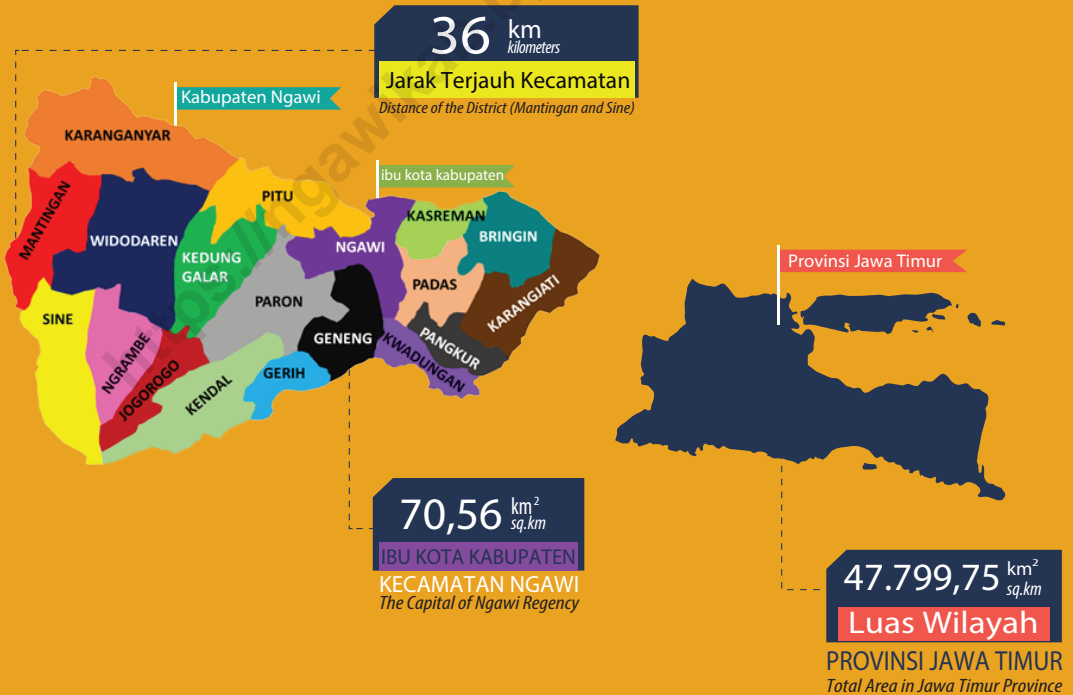 36 km
kilometers
Jarak Terjauh Kecamatan
Distance of the District (Mantingan and Sine)
Kabupaten Ngawi
KARANGANYAR
ibu kota kabupaten
MANTINGAN
PITU
KASREMAN
WIDODAREN
NGAWI
BRINGIN
KEDUNG
GALAR
Provinsi Jawa Timur
PADAS
SINE
PARON
KARANGJATI
GENENG
PANGKUR
KWADUNGAN
NGRAMBE
JOGOROGO
KENDAL
GERIH
70,56 km²
sq.km
IBU KOTA KABUPATEN
KECAMATAN NGAWI
The Capital of Ngawi Regency
47.799,75 km²
sq.km
Luas Wilayah
PROVINSI JAWA TIMUR
Total Area in Jawa Timur Province